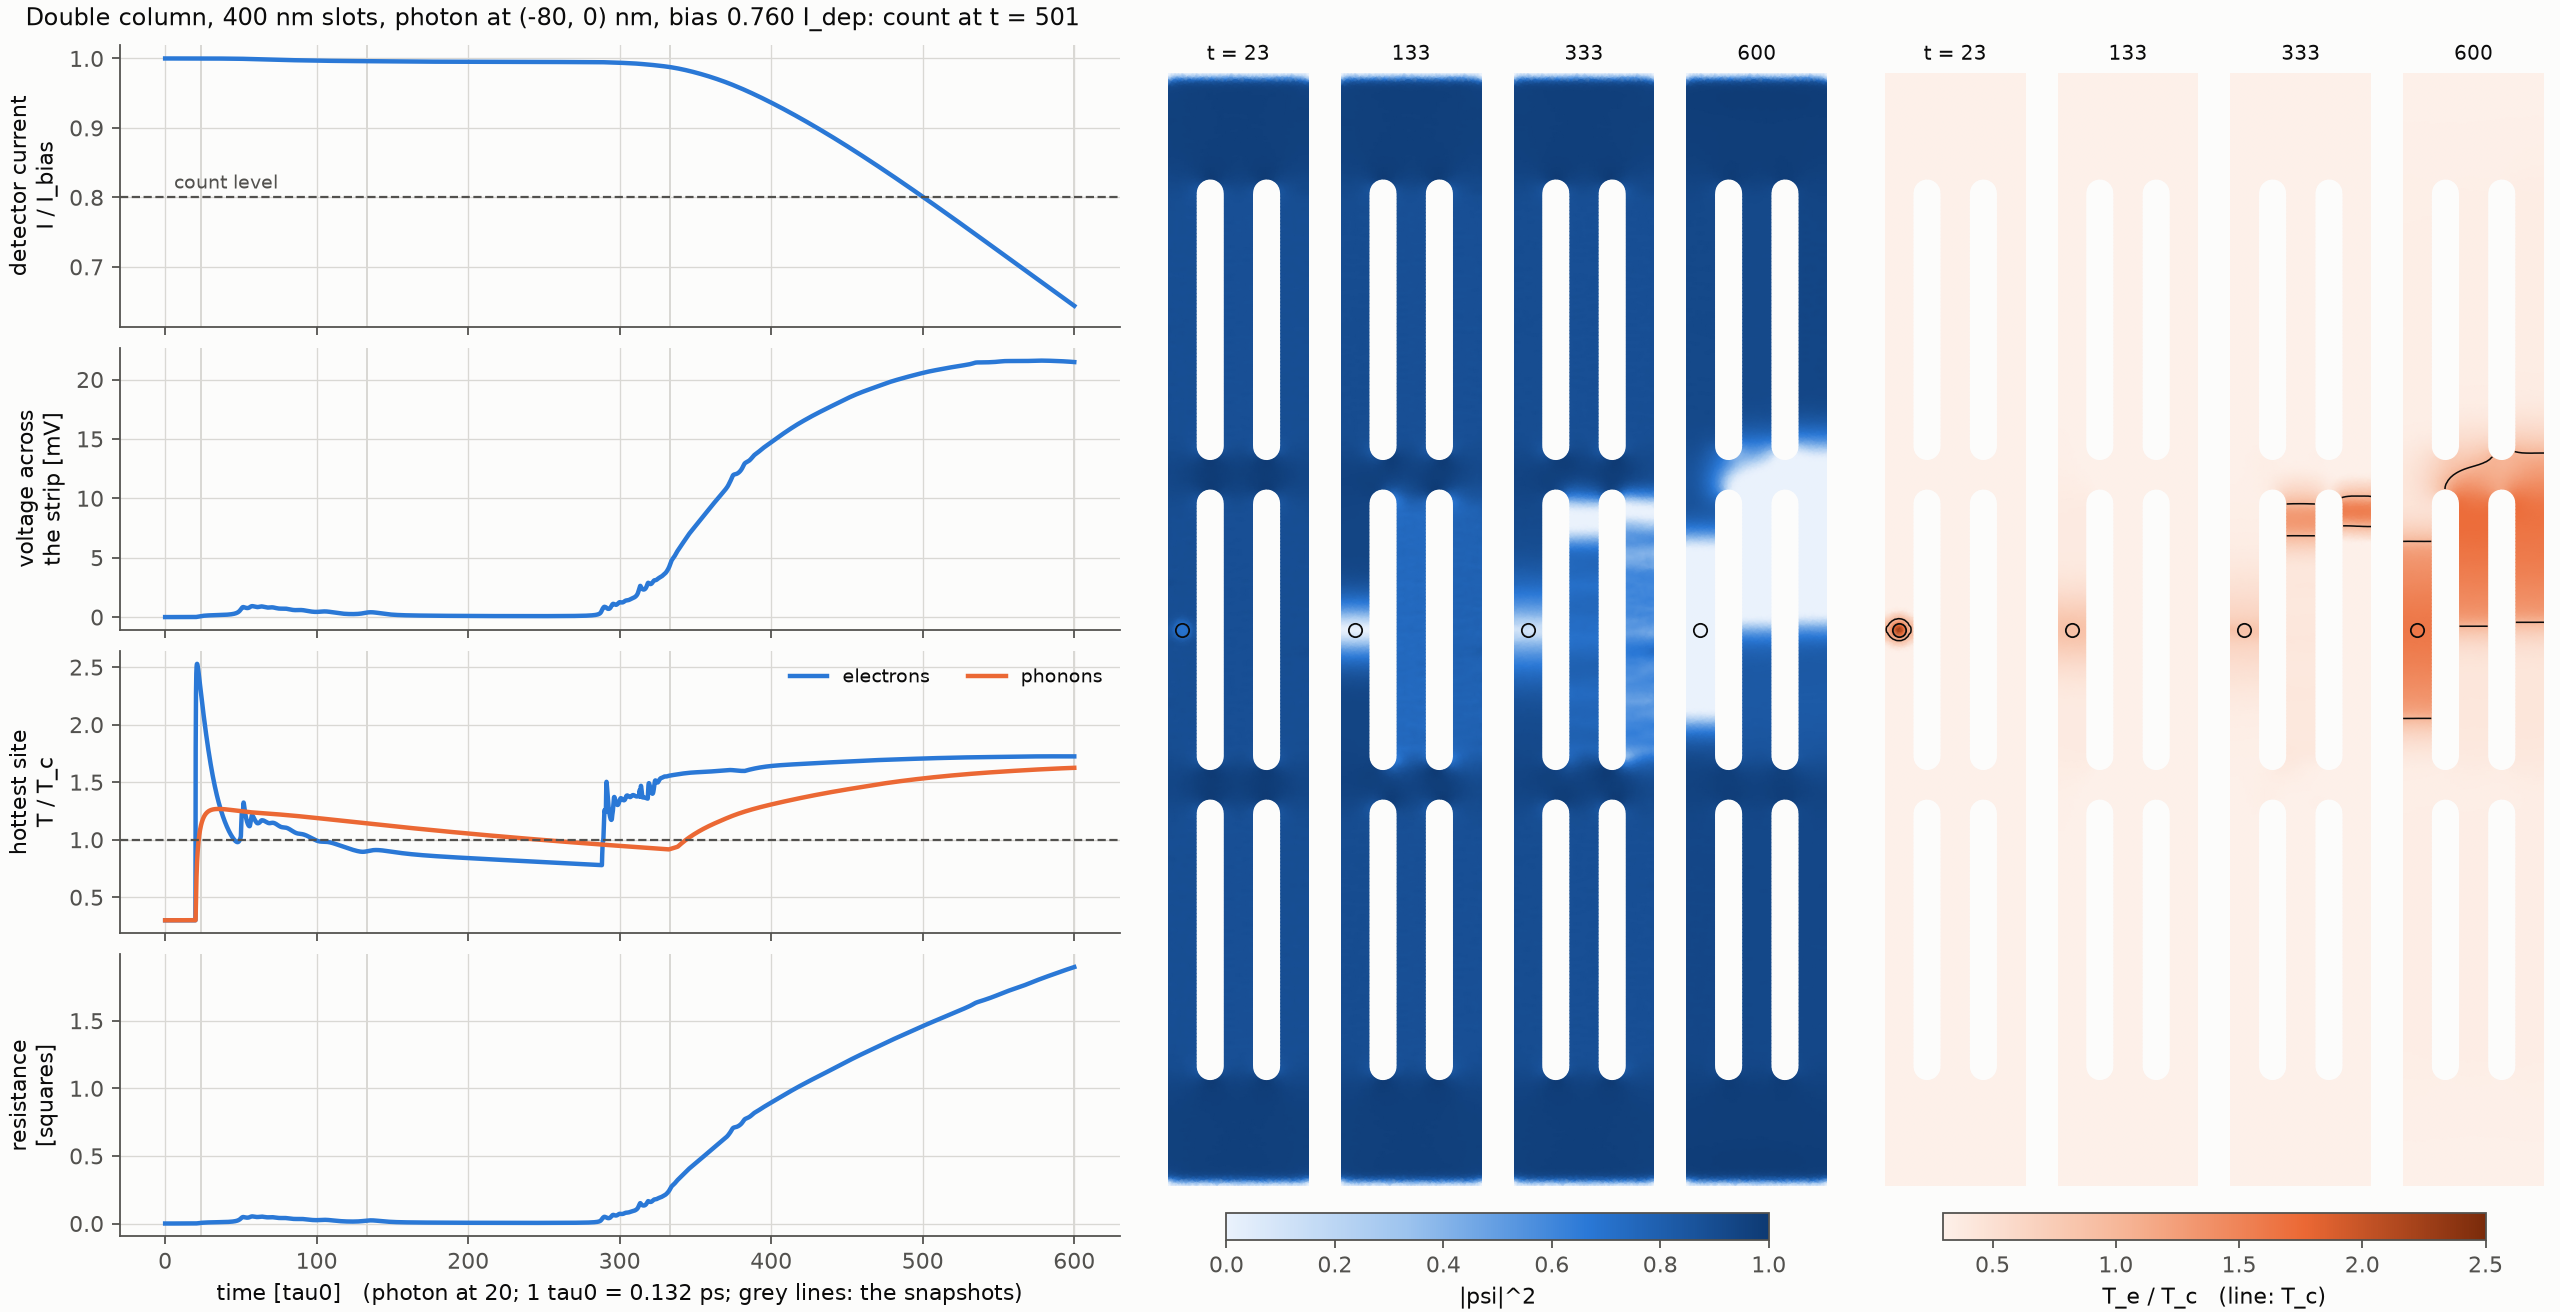 Double column, 400 nm slots, photon at (-80, 0) nm, bias 0.760 I_dep: count at t = 501
detector current
I / I_bias
1.0
0.9
0.8
0.7
count level
voltage across
the strip [mV]
20
15
10
5
0
hottest site
T / T_c
2.5
2.0
1.5
1.0
0.5
electrons
phonons
resistance
[squares]
1.5
1.0
0.5
0.0
0 100 200 300 400 500 600
time [tau0] (photon at 20; 1 tau0 = 0.132 ps; grey lines: the snapshots)
t = 23 133 333 600
0.0 0.2 0.4 0.6 0.8 1.0
|psi|^2
t = 23 133 333 600
0.5 1.0 1.5 2.0 2.5
T_e / T_c (line: T_c)